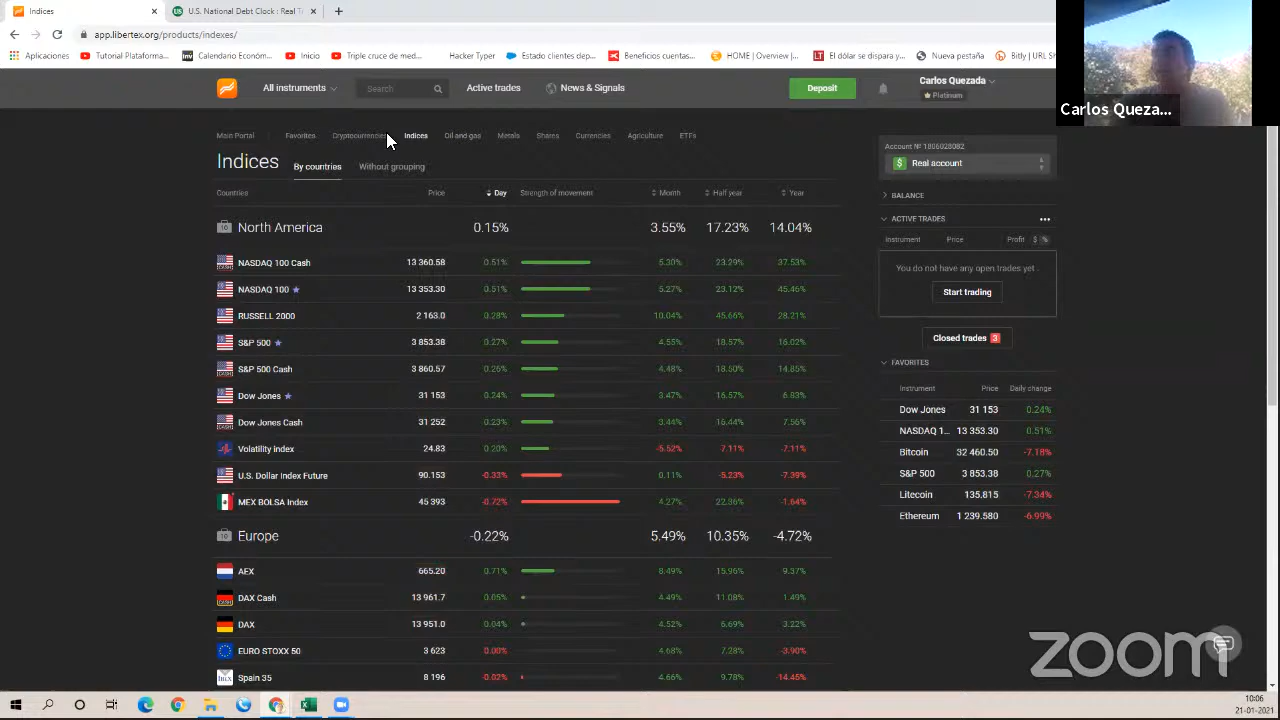 Indices
U.S. National Debt Clock : Real Ti
app.libertex.org/products/indexes/
Aplicaciones
Tutorial Plataforma...
Calendario Económ...
Inicio
Triple cruce de med...
Hacker Typer
Estado clientes dep...
Beneficios cuentas...
HOME | Overview |...
El dólar se dispara y...
Nueva pestaña
Bitly | URL Sh
All instruments
Search
Active trades
News & Signals
Deposit
Carlos Quezada
Platinum
Carlos Queza...
Main Portal Favorites Cryptocurrencies Indices Oil and gas Metals Shares Currencies Agriculture ETFs
Indices By countries Without grouping
Countries Price Day Strength of movement Month Half year Year
10 North America 0.15% 3.55% 17.23% 14.04%
NASDAQ 100 Cash 13 360.58 0.51% 5.30% 23.29% 37.53%
NASDAQ 100 13 353.30 0.51% 5.27% 23.12% 45.46%
RUSSELL 2000 2 163.0 0.28% 10.04% 45.66% 28.21%
S&P 500 3 853.38 0.27% 4.55% 18.57% 16.02%
S&P 500 Cash 3 860.57 0.26% 4.48% 18.50% 14.85%
Dow Jones 31 153 0.24% 3.47% 16.57% 6.83%
Dow Jones Cash 31 252 0.23% 3.44% 16.44% 7.56%
Volatility Index 24.83 0.20% -5.52% -7.11% -7.11%
U.S. Dollar Index Future 90.153 -0.33% 0.11% -5.23% -7.39%
MEX BOLSA Index 45 393 -0.72% 4.27% 22.36% -1.64%
10 Europe -0.22% 5.49% 10.35% -4.72%
AEX 665.20 0.71% 8.49% 15.96% 9.37%
DAX Cash 13 961.7 0.05% 4.49% 11.08% 1.49%
DAX 13 951.0 0.04% 4.52% 6.69% 3.22%
EURO STOXX 50 3 623 0.00% 4.68% 7.28% -3.90%
Spain 35 8 196 -0.02% 4.66% 9.78% -14.45%
Account № 1806028082
$ Real account
BALANCE
ACTIVE TRADES
Instrument Price Profit $ %
You do not have any open trades yet .
Start trading
Closed trades 3
FAVORITES
Instrument Price Daily change
Dow Jones 31 153 0.24%
NASDAQ 1... 13 353.30 0.51%
Bitcoin 32 460.50 -7.18%
S&P 500 3 853.38 0.27%
Litecoin 135.815 -7.34%
Ethereum 1 239.580 -6.99%
zoom
10:06
21-01-2021